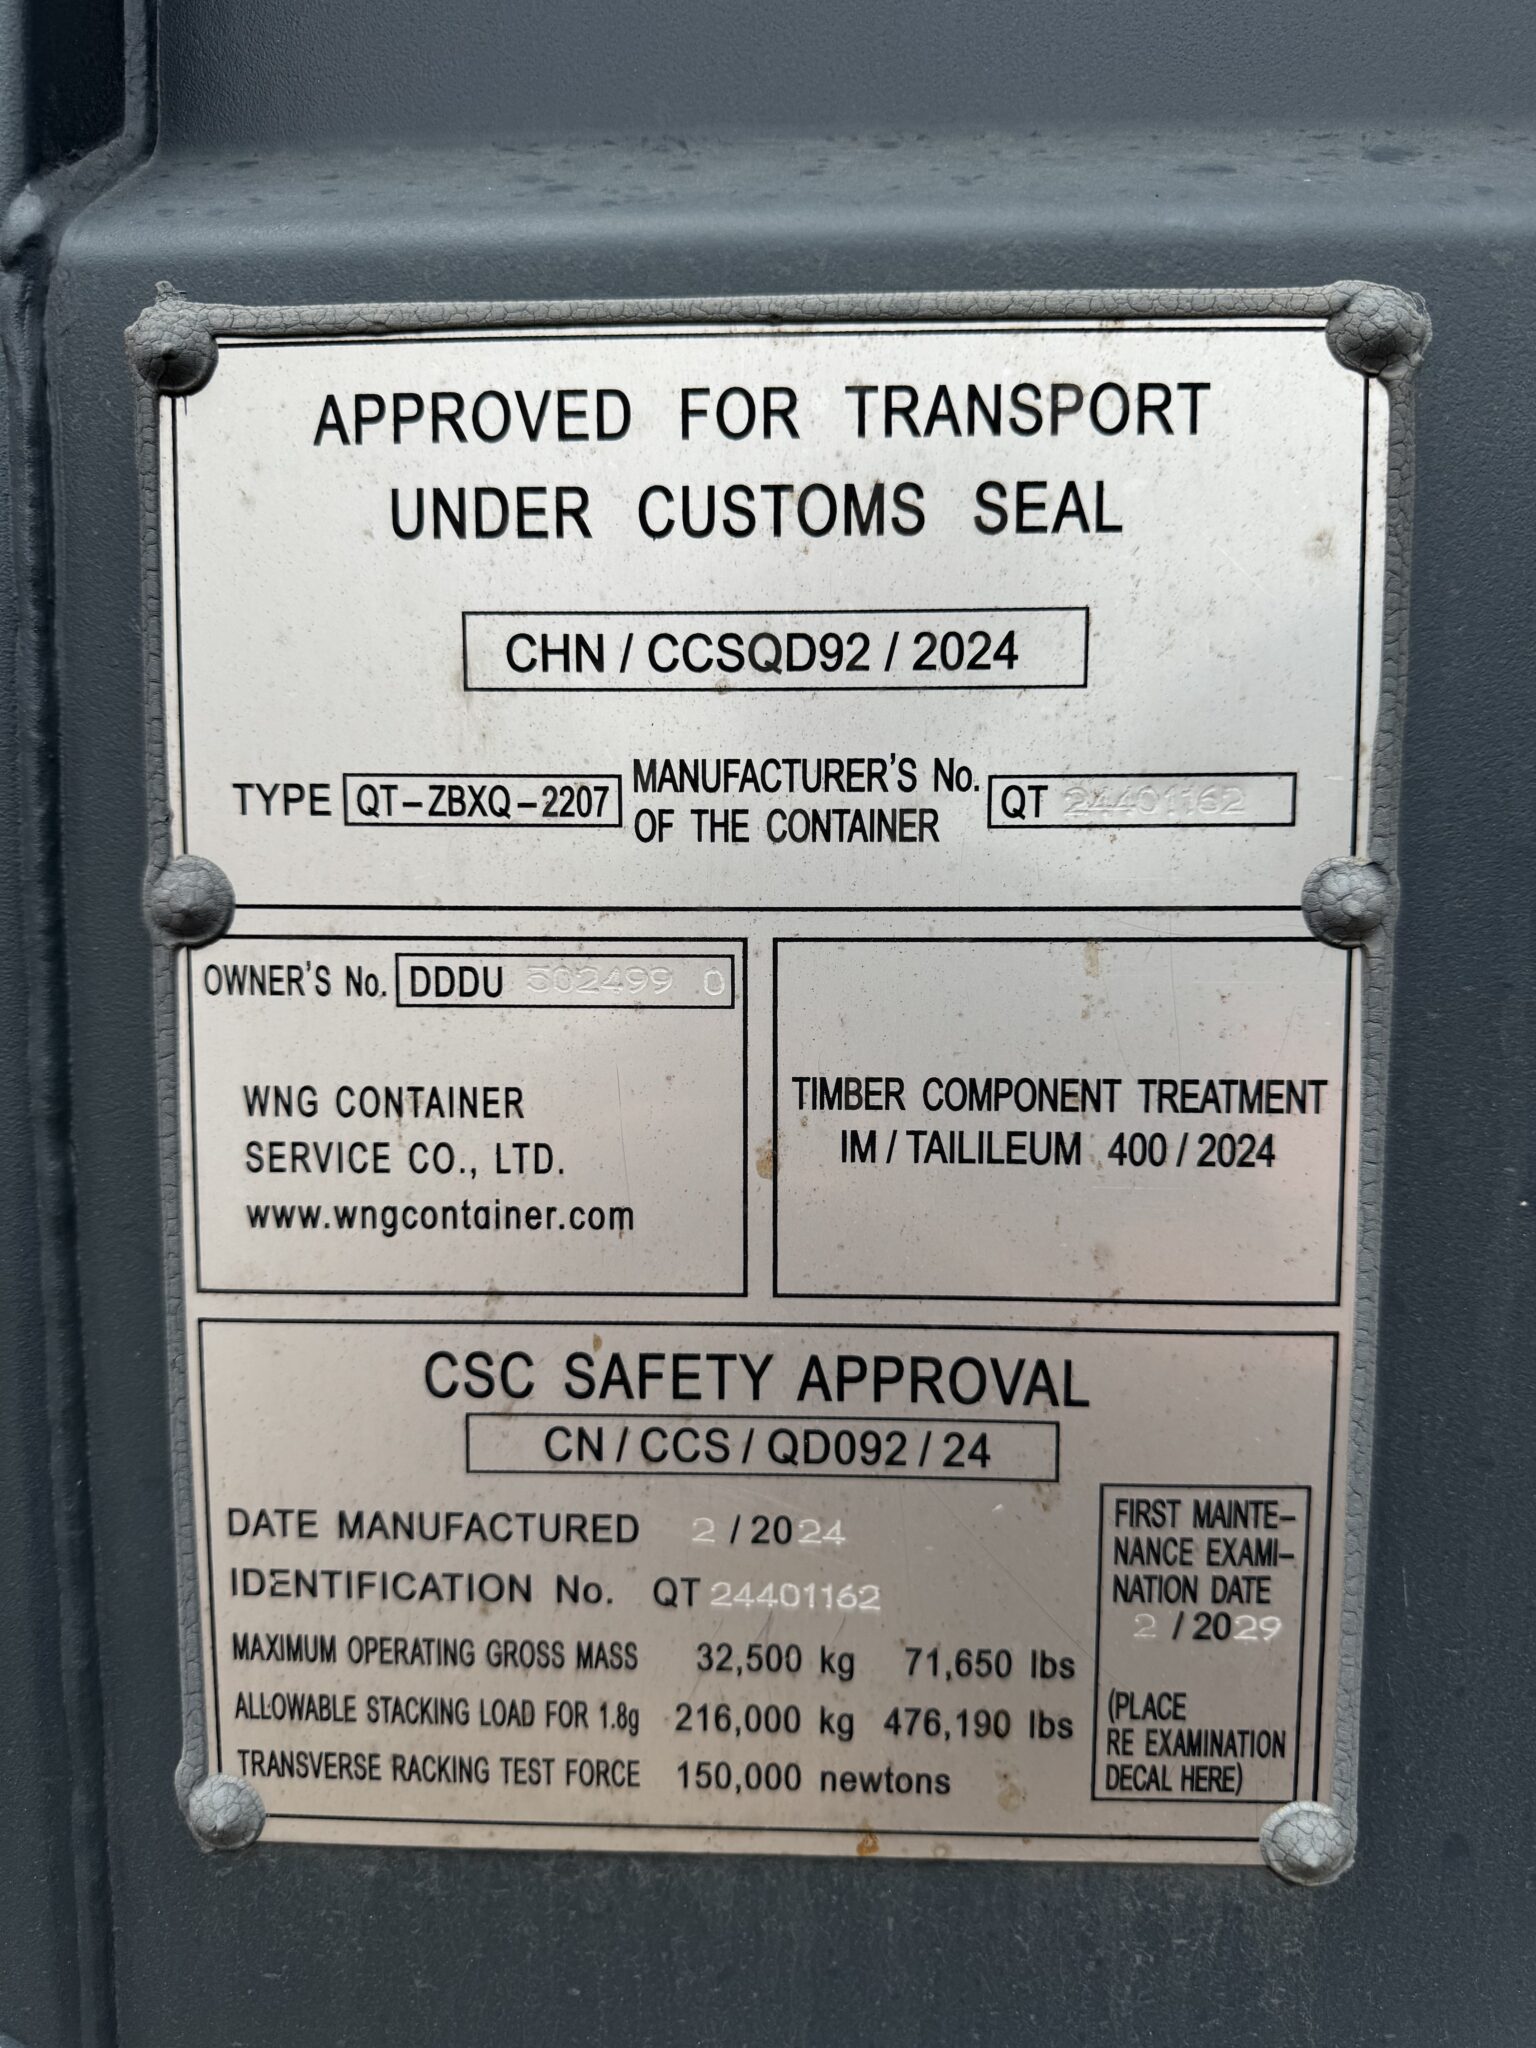 APPROVED FOR TRANSPORT
UNDER CUSTOMS SEAL
CHN / CCSQD92 / 2024
TYPE QT-ZBXQ-2207
MANUFACTURER'S No.
OF THE CONTAINER
QT 24401162
OWNER'S No. DDDU 502499 0
WNG CONTAINER
SERVICE CO., LTD.
www.wngcontainer.com
TIMBER COMPONENT TREATMENT
IM / TAILILEUM 400 / 2024
CSC SAFETY APPROVAL
CN / CCS / QD092 / 24
DATE MANUFACTURED 2 / 2024
IDENTIFICATION No. QT 24401162
MAXIMUM OPERATING GROSS MASS 32,500 kg 71,650 lbs
ALLOWABLE STACKING LOAD FOR 1.8g 216,000 kg 476,190 lbs
TRANSVERSE RACKING TEST FORCE 150,000 newtons
FIRST MAINTE-
NANCE EXAMI-
NATION DATE
2 / 2029
(PLACE
RE EXAMINATION
DECAL HERE)